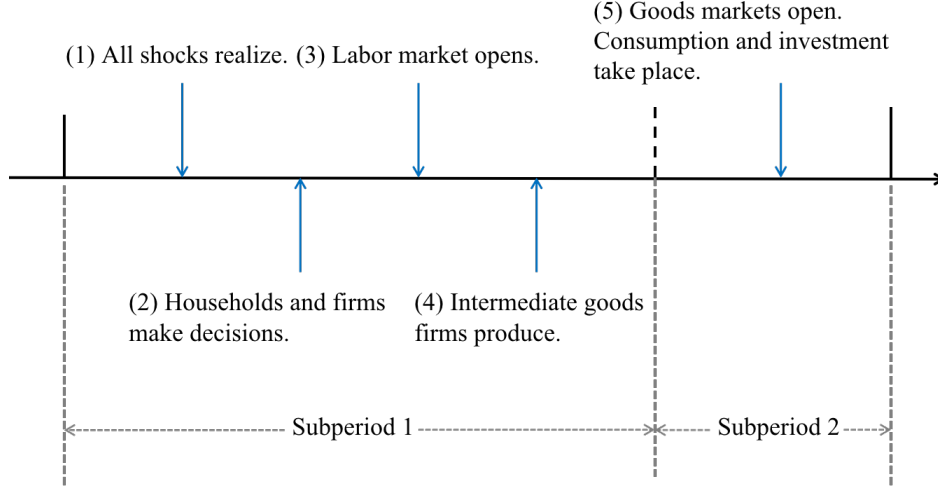 (5) Goods markets open.
Consumption and investment
take place.
(1) All shocks realize. (3) Labor market opens.
(2) Households and firms
make decisions.
(4) Intermediate goods
firms produce.
Subperiod 1
Subperiod 2